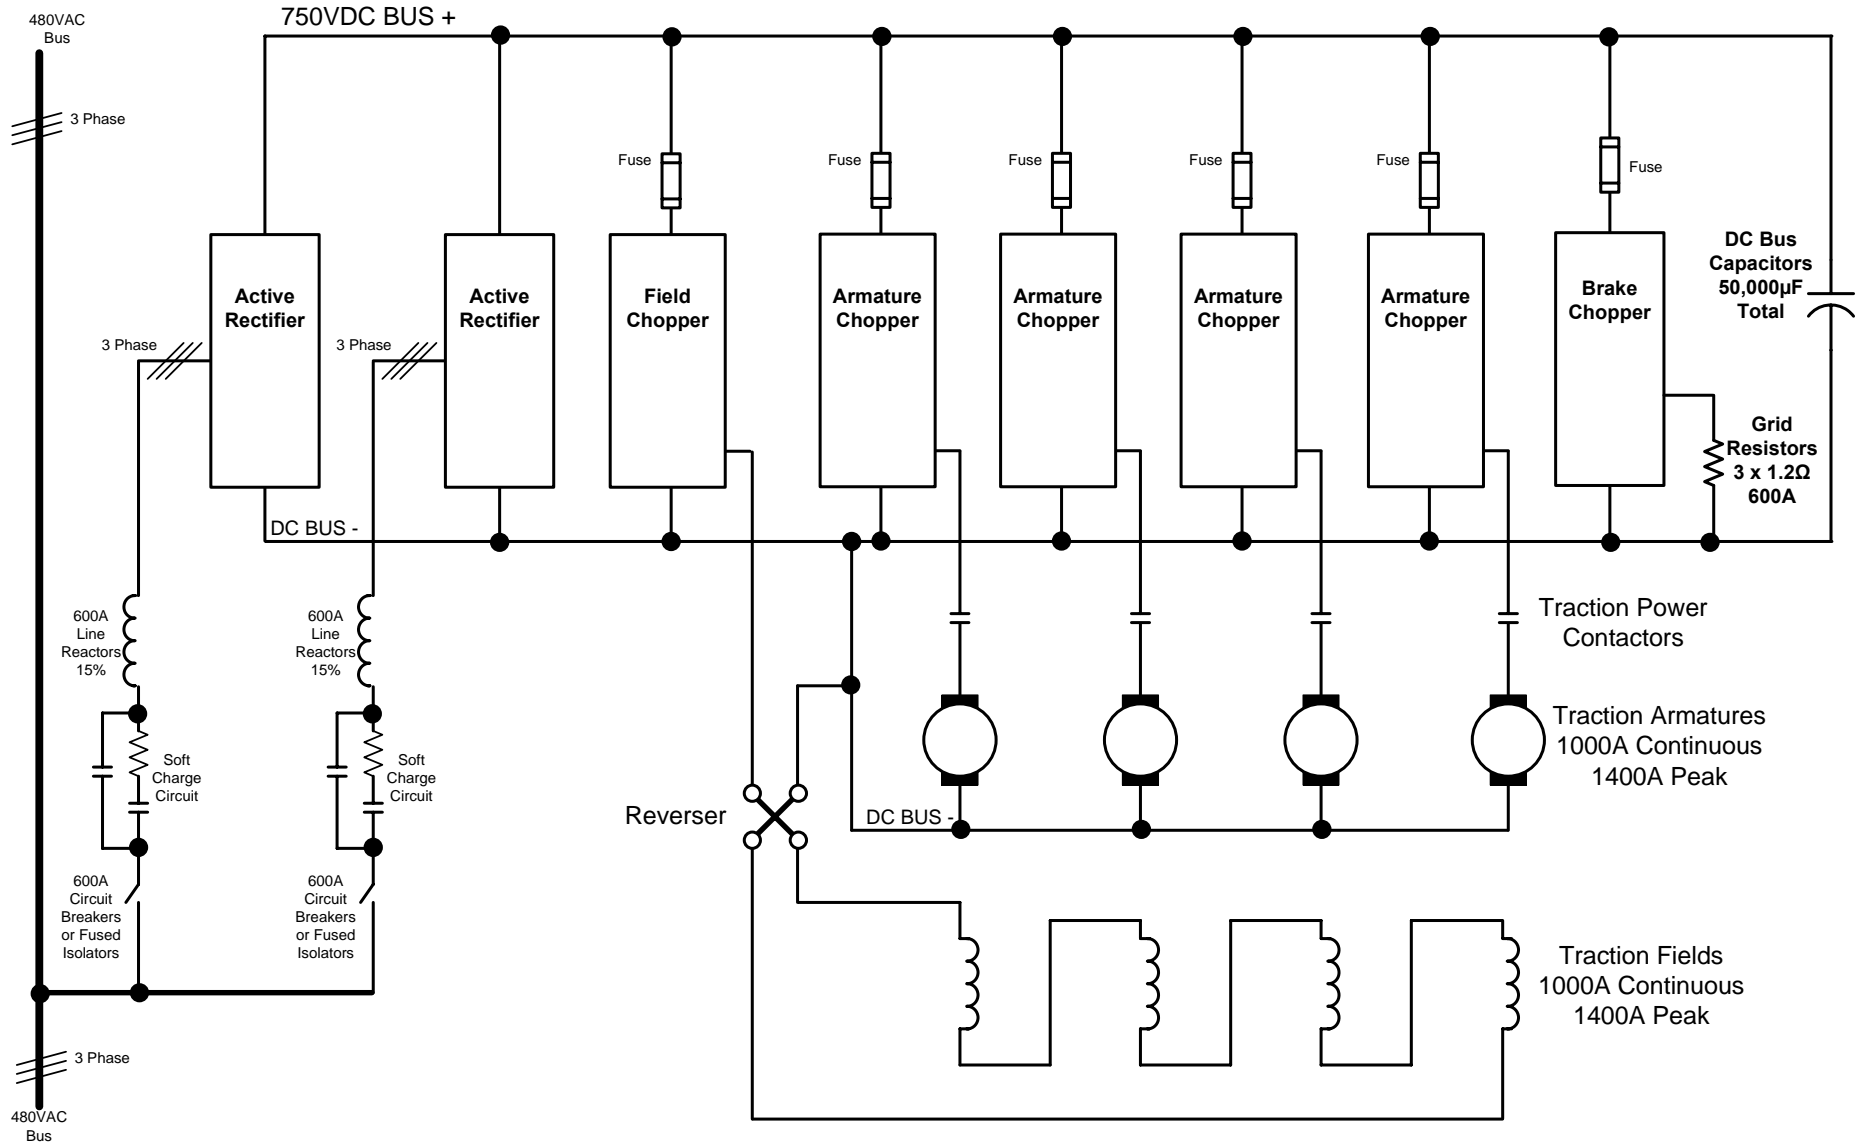 480VAC
Bus
750VDC BUS +
3 Phase
Fuse
Fuse
Fuse
Fuse
Fuse
Fuse
Active
Rectifier
Active
Rectifier
Field
Chopper
Armature
Chopper
Armature
Chopper
Armature
Chopper
Armature
Chopper
Brake
Chopper
DC Bus
Capacitors
50,000µF
Total
3 Phase
3 Phase
Grid
Resistors
3 x 1.2Ω
600A
DC BUS -
600A
Line
Reactors
15%
600A
Line
Reactors
15%
Traction Power
Contactors
Soft
Charge
Circuit
Soft
Charge
Circuit
Traction Armatures
1000A Continuous
1400A Peak
Reverser
DC BUS -
600A
Circuit
Breakers
or Fused
Isolators
600A
Circuit
Breakers
or Fused
Isolators
Traction Fields
1000A Continuous
1400A Peak
3 Phase
480VAC
Bus